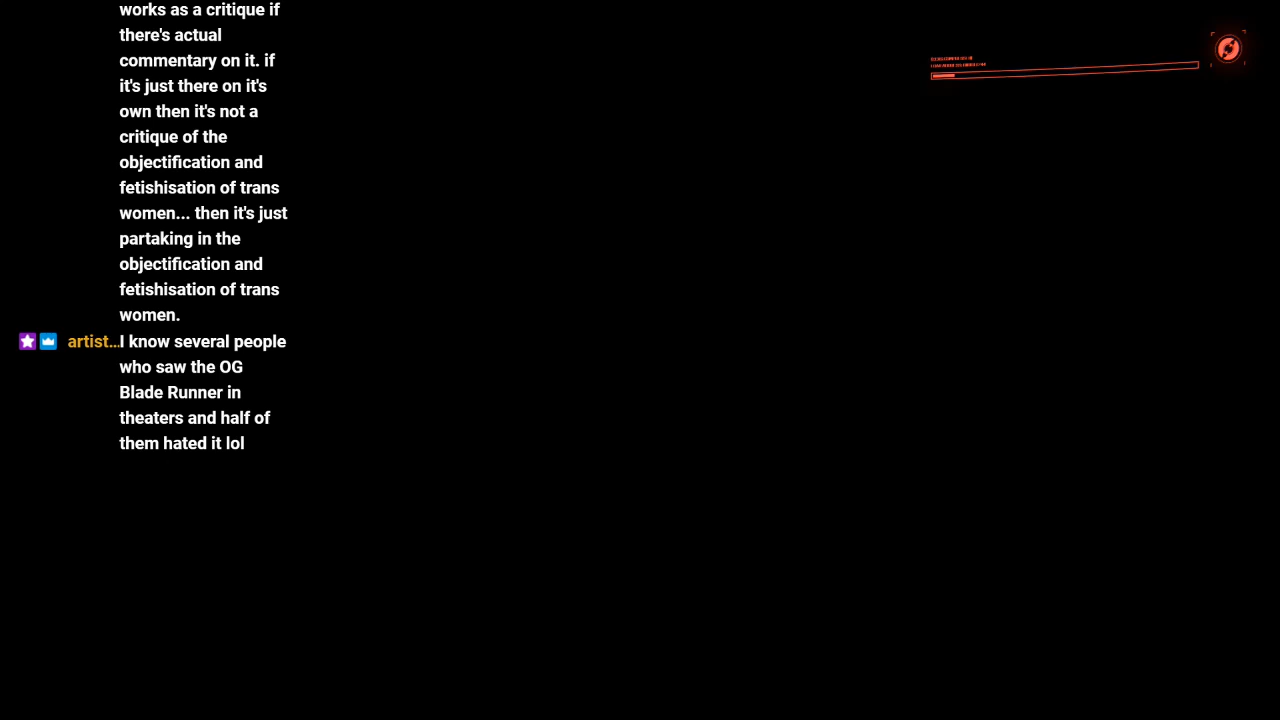 works as a critique if
there's actual
commentary on it. if
it's just there on it's
own then it's not a
critique of the
objectification and
fetishisation of trans
women... then it's just
partaking in the
objectification and
fetishisation of trans
women.
artist...I know several people
who saw the OG
Blade Runner in
theaters and half of
them hated it lol